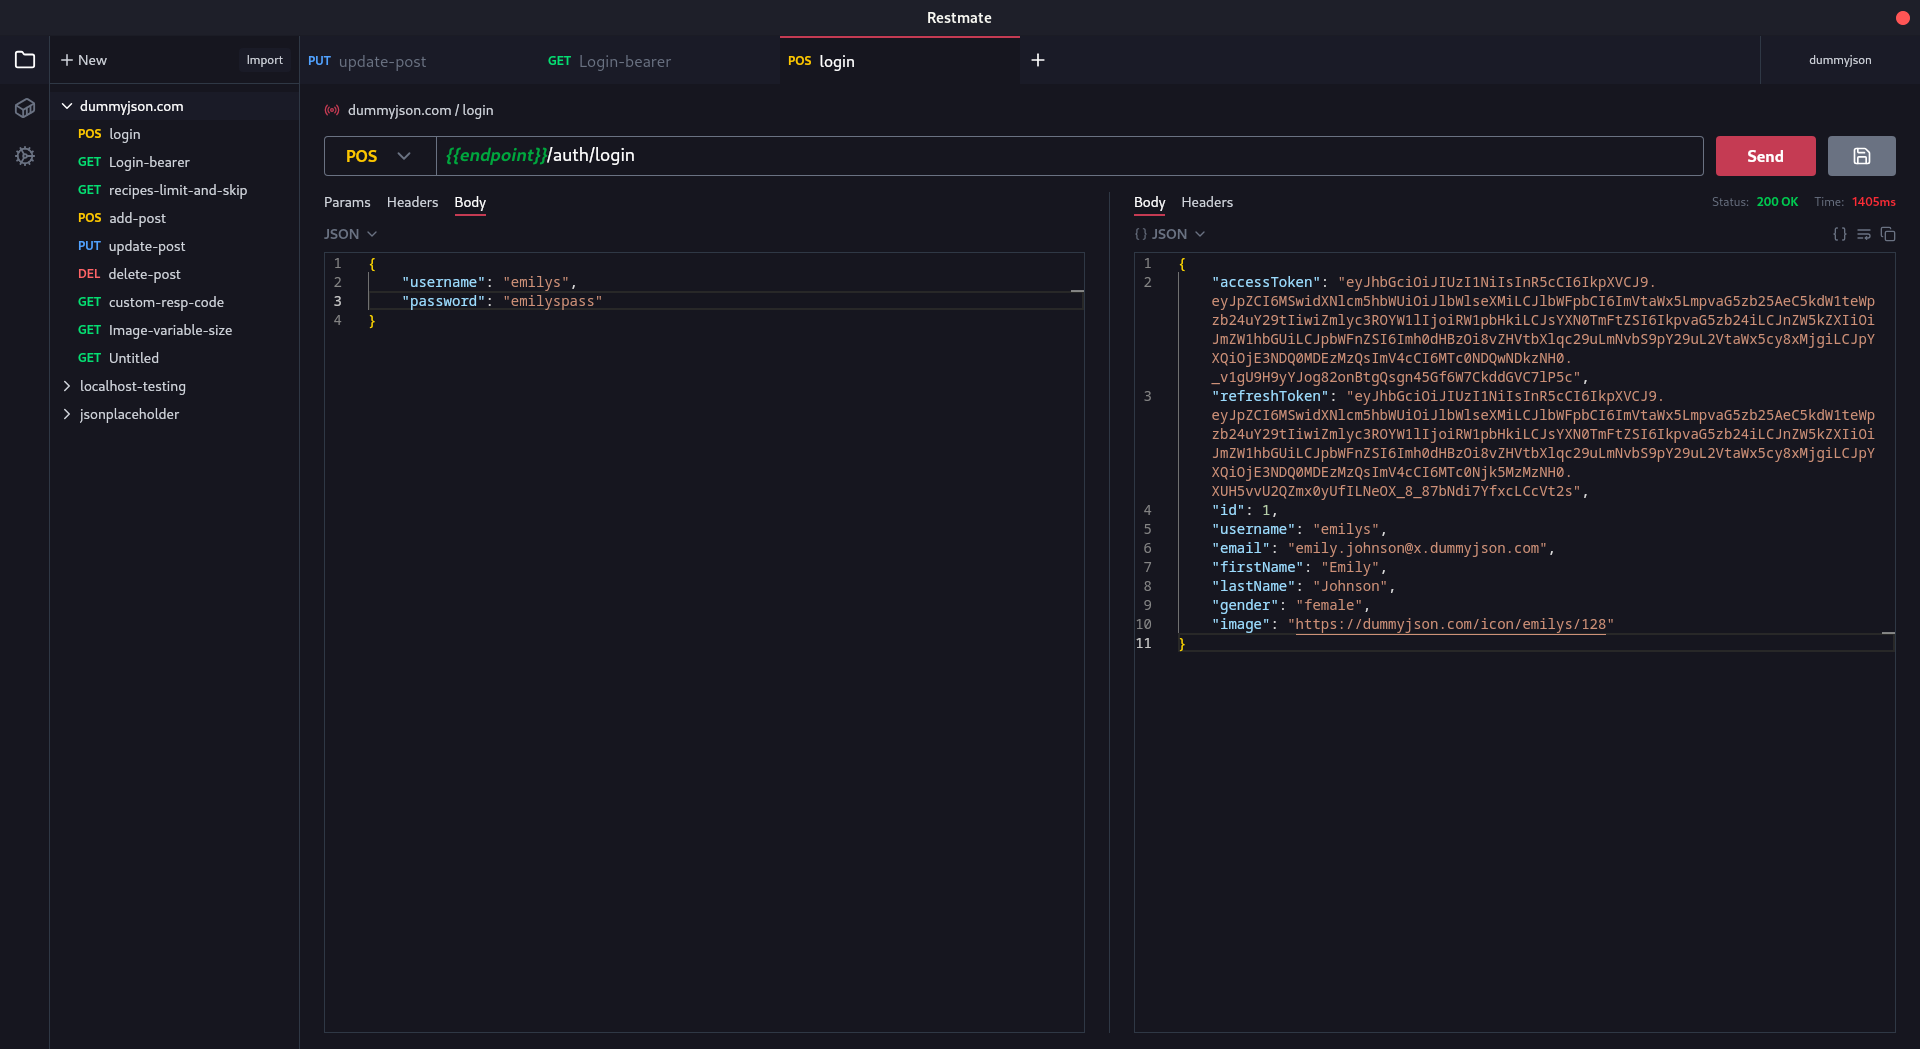 Restmate
New Import
PUT update-post
GET Login-bearer
POS login
dummyjson
dummyjson.com
POS login
GET Login-bearer
GET recipes-limit-and-skip
POS add-post
PUT update-post
DEL delete-post
GET custom-resp-code
GET Image-variable-size
GET Untitled
localhost-testing
jsonplaceholder
dummyjson.com / login
POS {{endpoint}}/auth/login Send
Params Headers Body
JSON
1 {
2 "username": "emilys",
3 "password": "emilyspass"
4 }
Body Headers Status: 200 OK Time: 1405ms
{} JSON {}
1 {
2 "accessToken": "eyJhbGciOiJIUzI1NiIsInR5cCI6IkpXVCJ9.
eyJpZCI6MSwidXNlcm5hbWUiOiJlbWlseXMiLCJlbWFpbCI6ImVtaWx5LmpvaG5zb25AeC5kdW1teWp
zb24uY29tIiwiZmlyc3ROYW1lIjoiRW1pbHkiLCJsYXN0TmFtZSI6IkpvaG5zb24iLCJnZW5kZXIiOi
JmZW1hbGUiLCJpbWFnZSI6Imh0dHBzOi8vZHVtbXlqc29uLmNvbS9pY29uL2VtaWx5cy8xMjgiLCJpY
XQiOjE3NDQ0MDEzMzQsImV4cCI6MTc0NDQwNDkzNH0.
_v1gU9H9yYJog82onBtgQsgn45Gf6W7CkddGVC7lP5c",
3 "refreshToken": "eyJhbGciOiJIUzI1NiIsInR5cCI6IkpXVCJ9.
eyJpZCI6MSwidXNlcm5hbWUiOiJlbWlseXMiLCJlbWFpbCI6ImVtaWx5LmpvaG5zb25AeC5kdW1teWp
zb24uY29tIiwiZmlyc3ROYW1lIjoiRW1pbHkiLCJsYXN0TmFtZSI6IkpvaG5zb24iLCJnZW5kZXIiOi
JmZW1hbGUiLCJpbWFnZSI6Imh0dHBzOi8vZHVtbXlqc29uLmNvbS9pY29uL2VtaWx5cy8xMjgiLCJpY
XQiOjE3NDQ0MDEzMzQsImV4cCI6MTc0Njk5MzMzNH0.
XUH5vvU2QZmx0yUfILNeOX_8_87bNdi7YfxcLCcVt2s",
4 "id": 1,
5 "username": "emilys",
6 "email": "emily.johnson@x.dummyjson.com",
7 "firstName": "Emily",
8 "lastName": "Johnson",
9 "gender": "female",
10 "image": "https://dummyjson.com/icon/emilys/128"
11 }